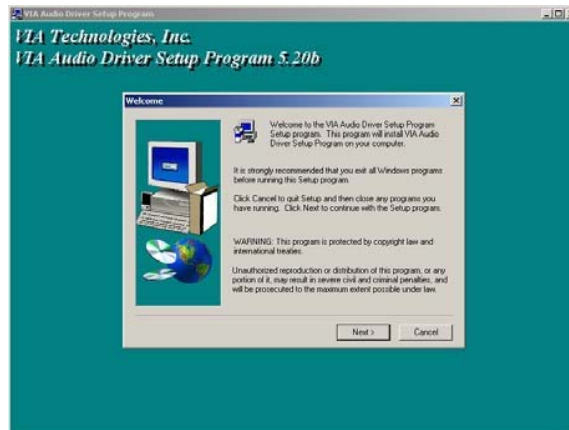 VIA Audio Driver Setup Program
VIA Technologies, Inc.
VIA Audio Driver Setup Program 5.20b
Welcome
Welcome to the VIA Audio Driver Setup Program
Setup program. This program will install VIA Audio
Driver Setup Program on your computer.
It is strongly recommended that you exit all Windows programs
before running this Setup program.
Click Cancel to quit Setup and then close any programs you
have running. Click Next to continue with the Setup program.
WARNING: This program is protected by copyright law and
international treaties.
Unauthorized reproduction or distribution of this program, or any
portion of it, may result in severe civil and criminal penalties, and
will be prosecuted to the maximum extent possible under law.
Next >
Cancel